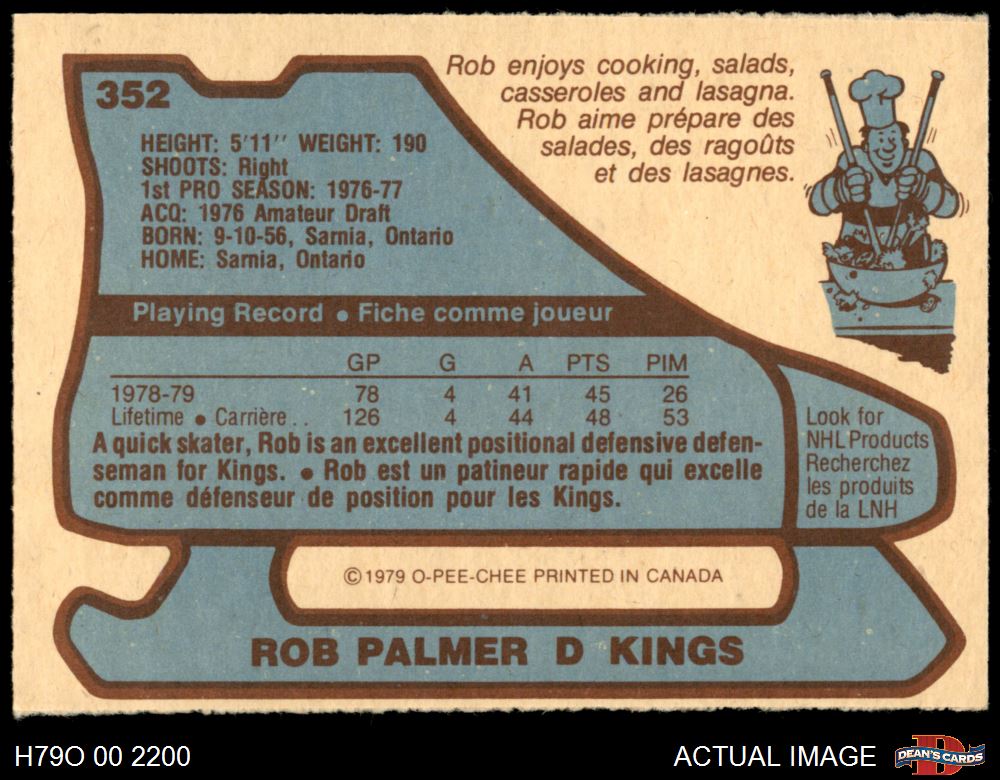 352
Rob enjoys cooking, salads,
casseroles and lasagna.
Rob aime prépare des
salades, des ragoûts
et des lasagnes.
HEIGHT: 5'11'' WEIGHT: 190
SHOOTS: Right
1st PRO SEASON: 1976-77
ACQ: 1976 Amateur Draft
BORN: 9-10-56, Sarnia, Ontario
HOME: Sarnia, Ontario
Playing Record • Fiche comme joueur
GP G A PTS PIM
1978-79 78 4 41 45 26
Lifetime • Carrière.. 126 4 44 48 53
A quick skater, Rob is an excellent positional defensive defen-
seman for Kings. • Rob est un patineur rapide qui excelle
comme défenseur de position pour les Kings.
Look for
NHL Products
Recherchez
les produits
de la LNH
©1979 O-PEE-CHEE PRINTED IN CANADA
ROB PALMER D KINGS
H79O 00 2200
ACTUAL IMAGE
D
DEAN'S CARDS